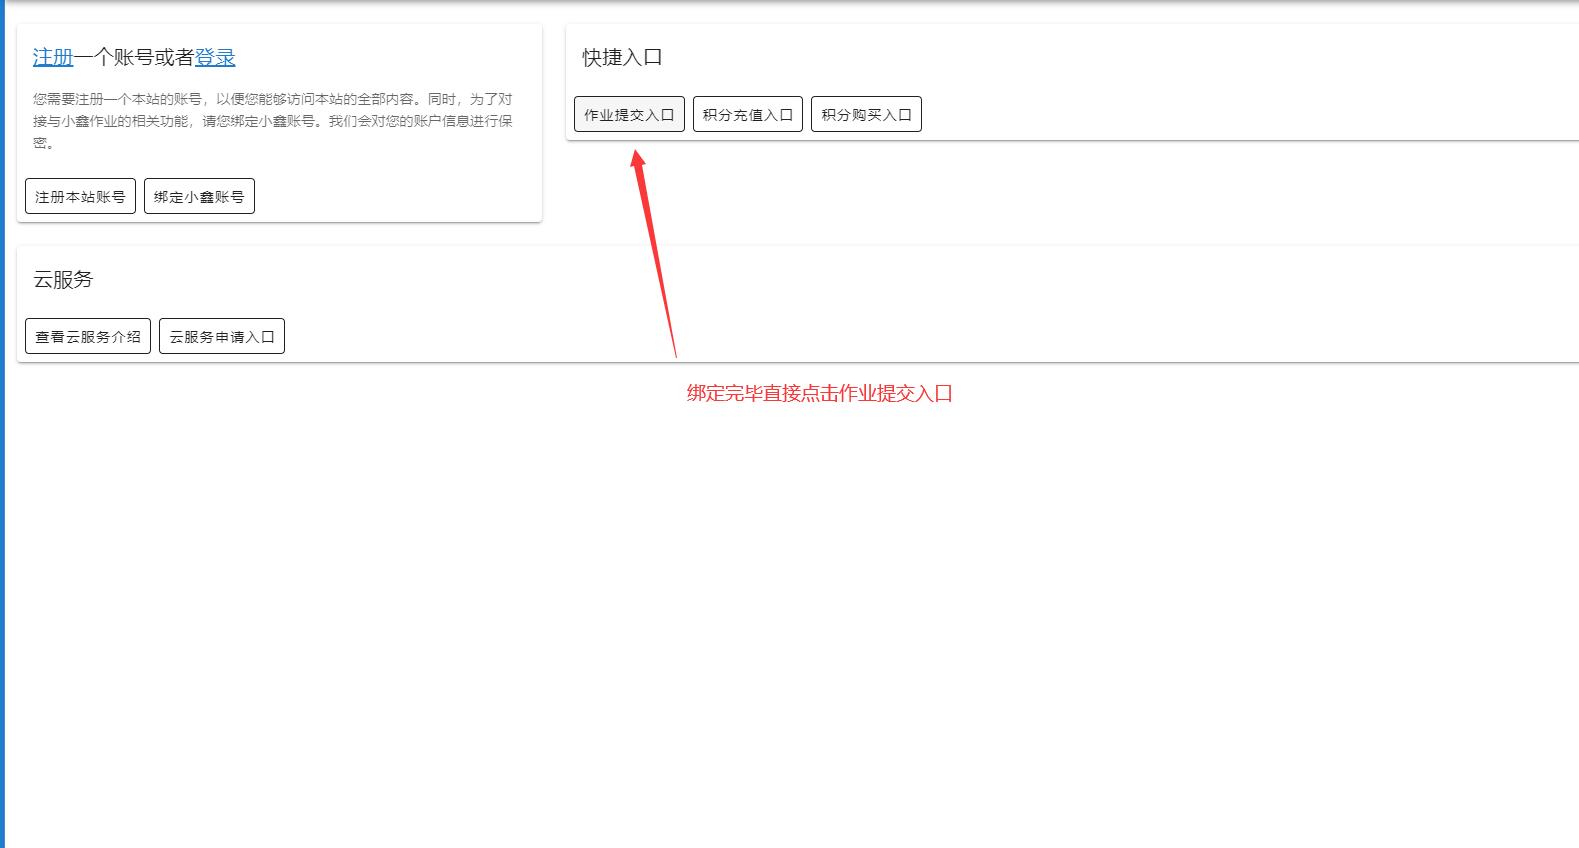 注册一个账号或者登录
您需要注册一个本站的账号，以便您能够访问本站的全部内容。同时，为了对
接与小鑫作业的相关功能，请您绑定小鑫账号。我们会对您的账户信息进行保
密。
注册本站账号
绑定小鑫账号
快捷入口
作业提交入口
积分充值入口
积分购买入口
云服务
查看云服务介绍
云服务申请入口
绑定完毕直接点击作业提交入口